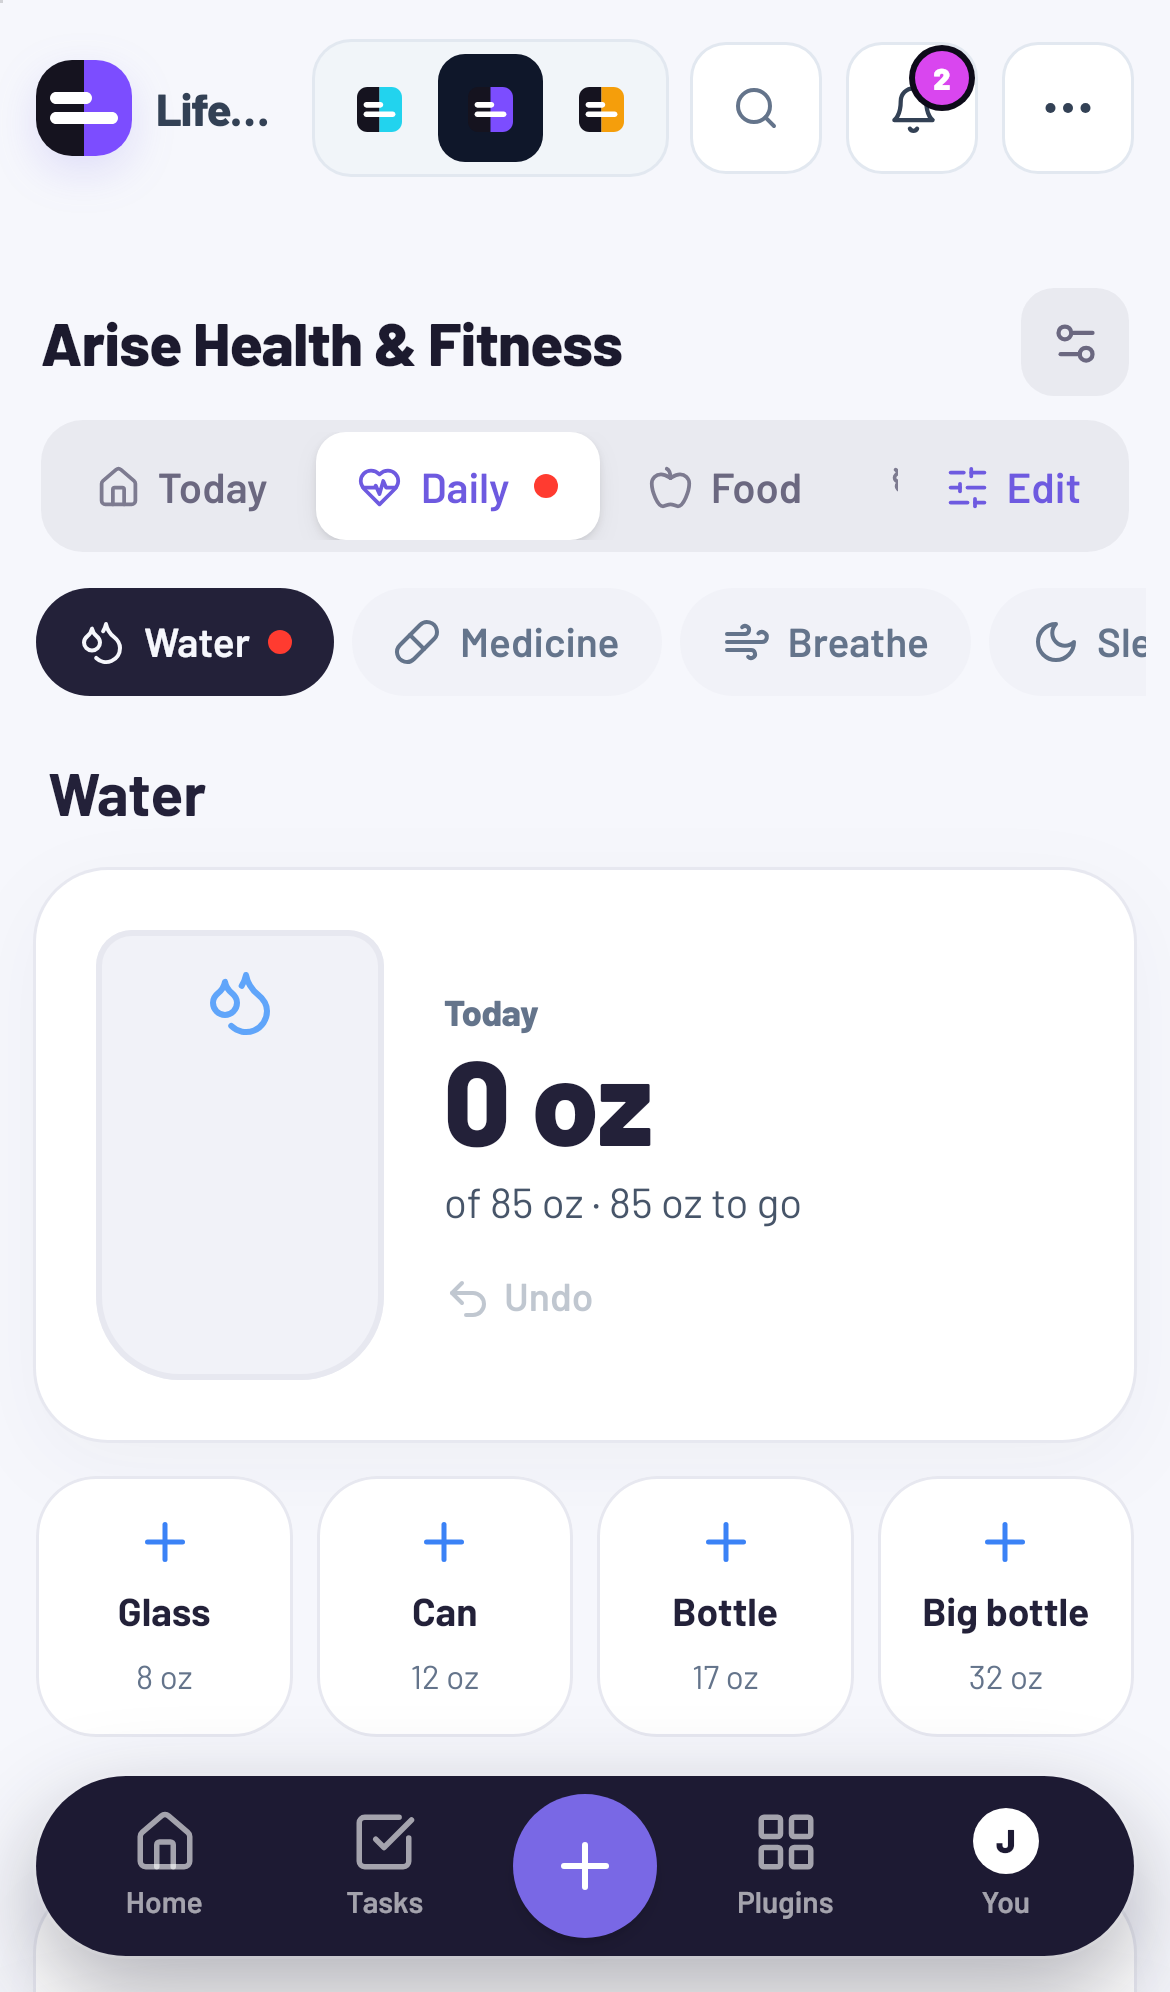 Life...
2
Arise Health & Fitness
Today
Daily
Food
Edit
Water
Medicine
Breathe
Sle
Water
Today
0 oz
of 85 oz · 85 oz to go
Undo
Glass
8 oz
Can
12 oz
Bottle
17 oz
Big bottle
32 oz
Home
Tasks
Plugins
J
You